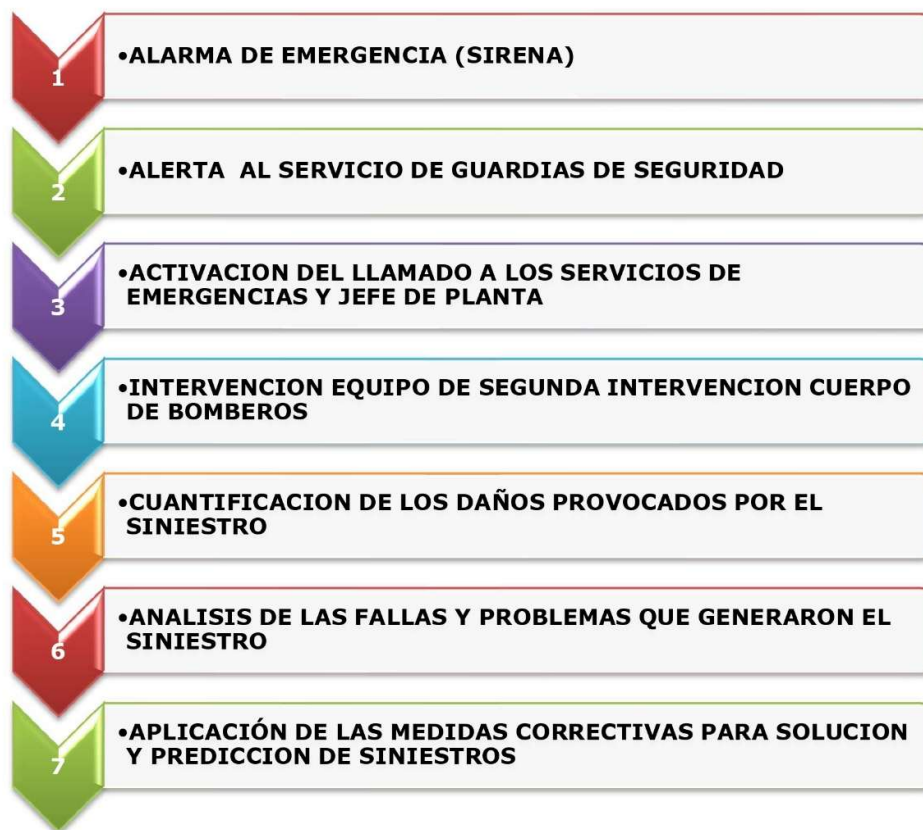 1
•ALARMA DE EMERGENCIA (SIRENA)
2
•ALERTA  AL SERVICIO DE GUARDIAS DE SEGURIDAD
3
•ACTIVACION DEL LLAMADO A LOS SERVICIOS DE
EMERGENCIAS Y JEFE DE PLANTA
4
•INTERVENCION EQUIPO DE SEGUNDA INTERVENCION CUERPO
DE BOMBEROS
5
•CUANTIFICACION DE LOS DAÑOS PROVOCADOS POR EL
SINIESTRO
6
•ANALISIS DE LAS FALLAS Y PROBLEMAS QUE GENERARON EL
SINIESTRO
7
•APLICACIÓN DE LAS MEDIDAS CORRECTIVAS PARA SOLUCION
Y PREDICCION DE SINIESTROS